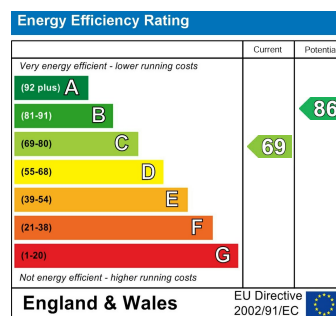 Energy Efficiency Rating
Current
Potential
Very energy efficient - lower running costs
(92 plus) A
(81-91) B
86
(69-80) C
69
(55-68) D
(39-54) E
(21-38) F
(1-20) G
Not energy efficient - higher running costs
England & Wales
EU Directive
2002/91/EC